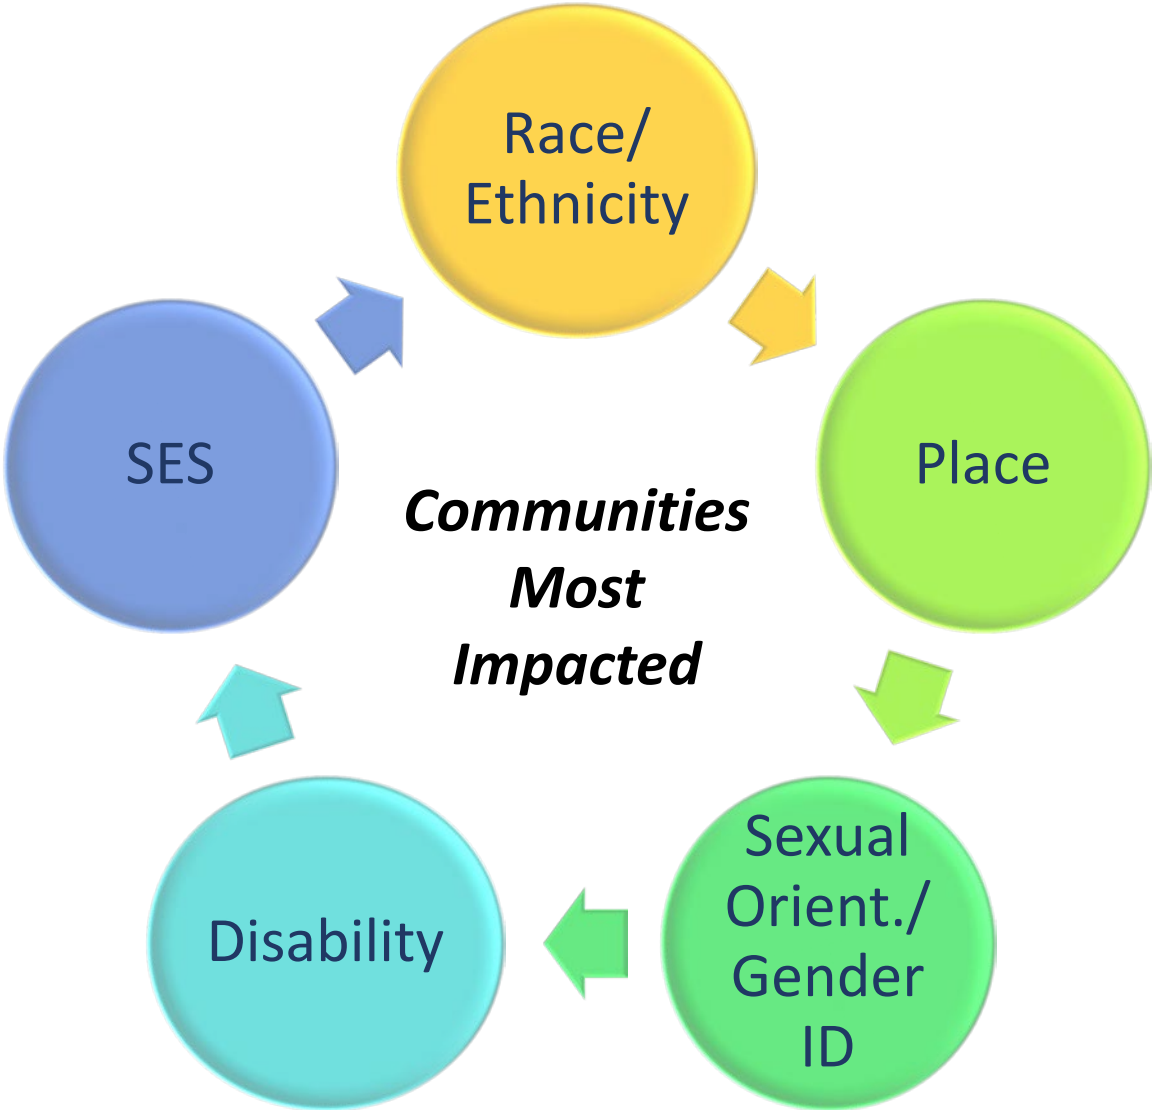 Race/
Ethnicity
Place
Sexual
Orient./
Gender
ID
Disability
SES
Communities
Most
Impacted